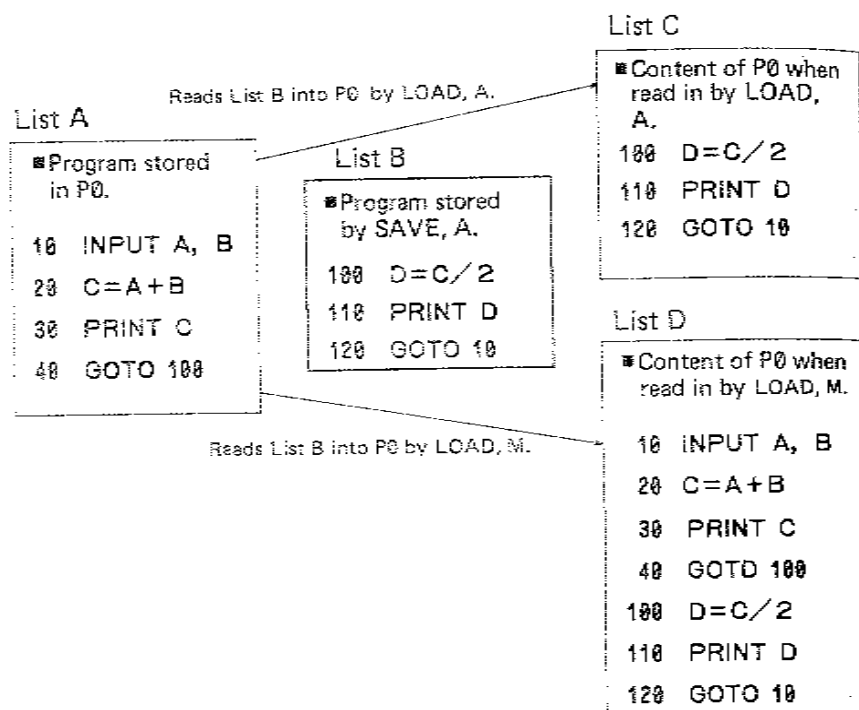 List A
■Program stored
in P0.
10 INPUT A, B
20 C=A+B
30 PRINT C
40 GOTO 100
Reads List B into P0 by LOAD, A.
List B
■Program stored
by SAVE, A.
100 D=C/2
110 PRINT D
120 GOTO 10
Reads List B into P0 by LOAD, M.
List C
■Content of P0 when
read in by LOAD,
A.
100 D=C/2
110 PRINT D
120 GOTO 10
List D
■Content of P0 when
read in by LOAD, M.
10 INPUT A, B
20 C=A+B
30 PRINT C
40 GOTO 100
100 D=C/2
110 PRINT D
120 GOTO 10